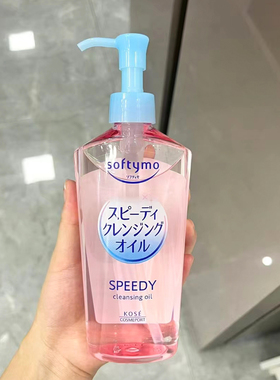 softymo
ソフティモ
スピーディ
クレンジング
オイル
SPEEDY
cleansing oil
KOSÉ
COSMEPORT